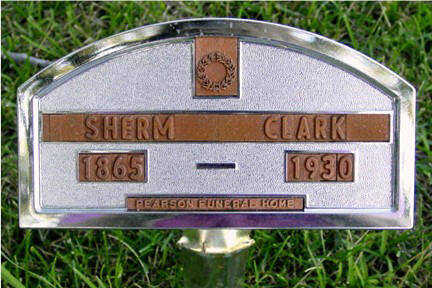 SHERM CLARK
1865 — 1930
PEARSON FUNERAL HOME